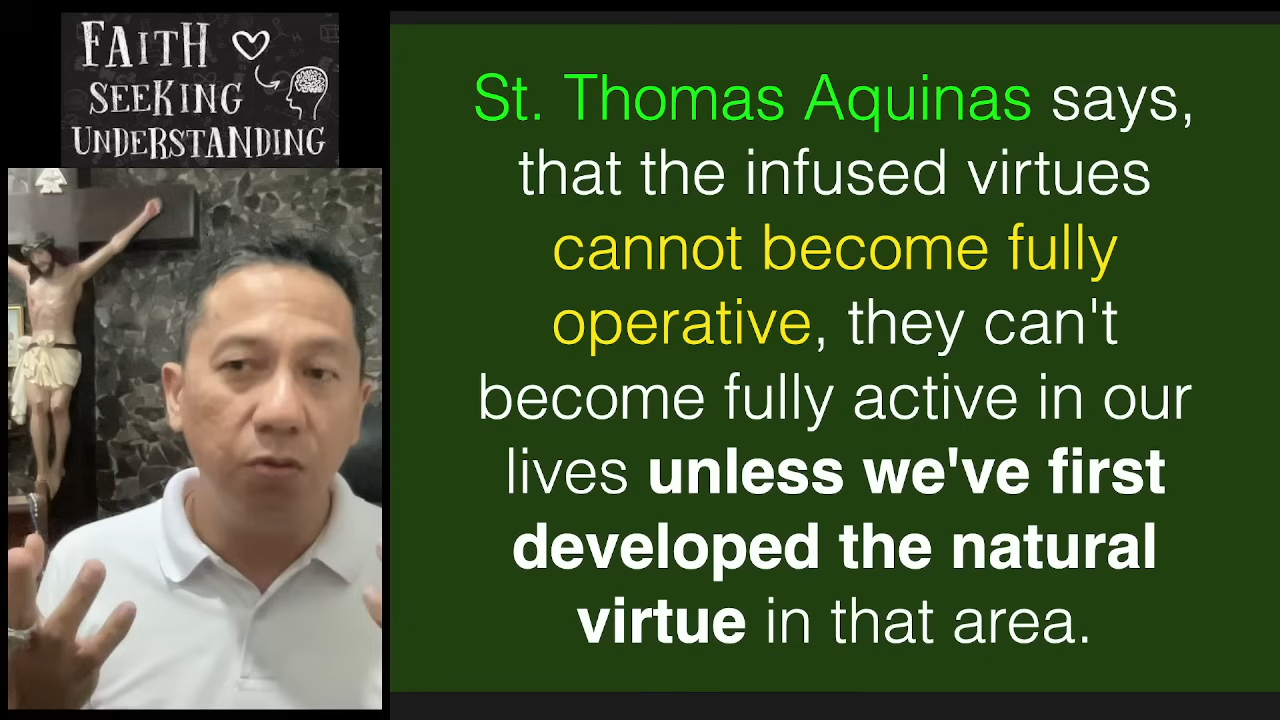 FAITH
SEEKING
UNDERSTANDING
St. Thomas Aquinas says,
that the infused virtues
cannot become fully
operative, they can't
become fully active in our
lives unless we've first
developed the natural
virtue in that area.